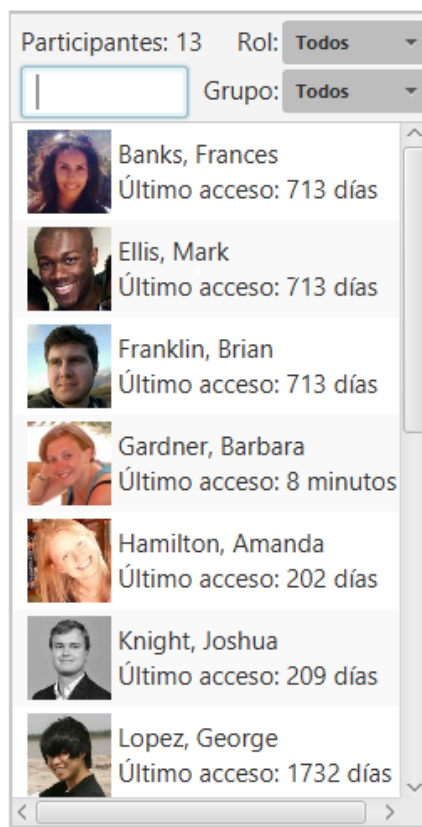 Participantes: 13 Rol: Todos
Grupo: Todos
Banks, Frances
Último acceso: 713 días
Ellis, Mark
Último acceso: 713 días
Franklin, Brian
Último acceso: 713 días
Gardner, Barbara
Último acceso: 8 minutos
Hamilton, Amanda
Último acceso: 202 días
Knight, Joshua
Último acceso: 209 días
Lopez, George
Último acceso: 1732 días